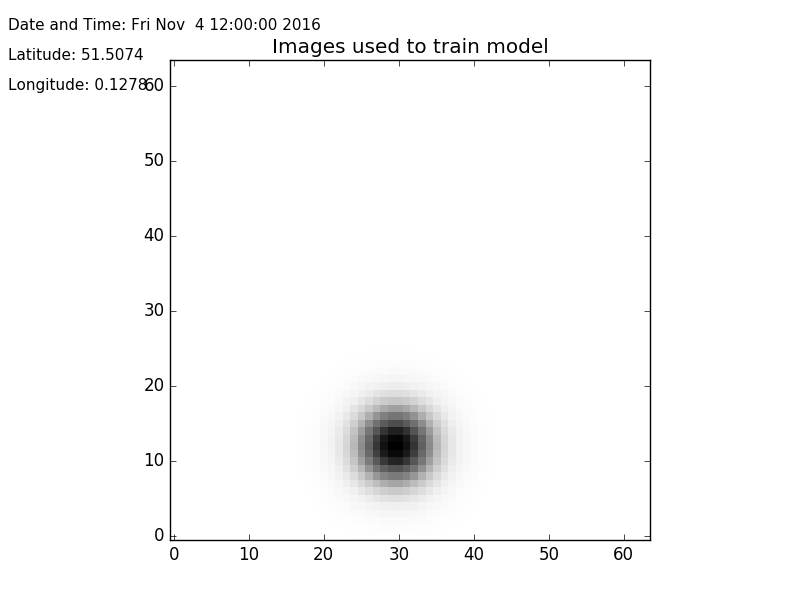 Date and Time: Fri Nov  4 12:00:00 2016
Latitude: 51.5074
Images used to train model
Longitude: 0.1278
60
50
40
30
20
10
0
0 10 20 30 40 50 60